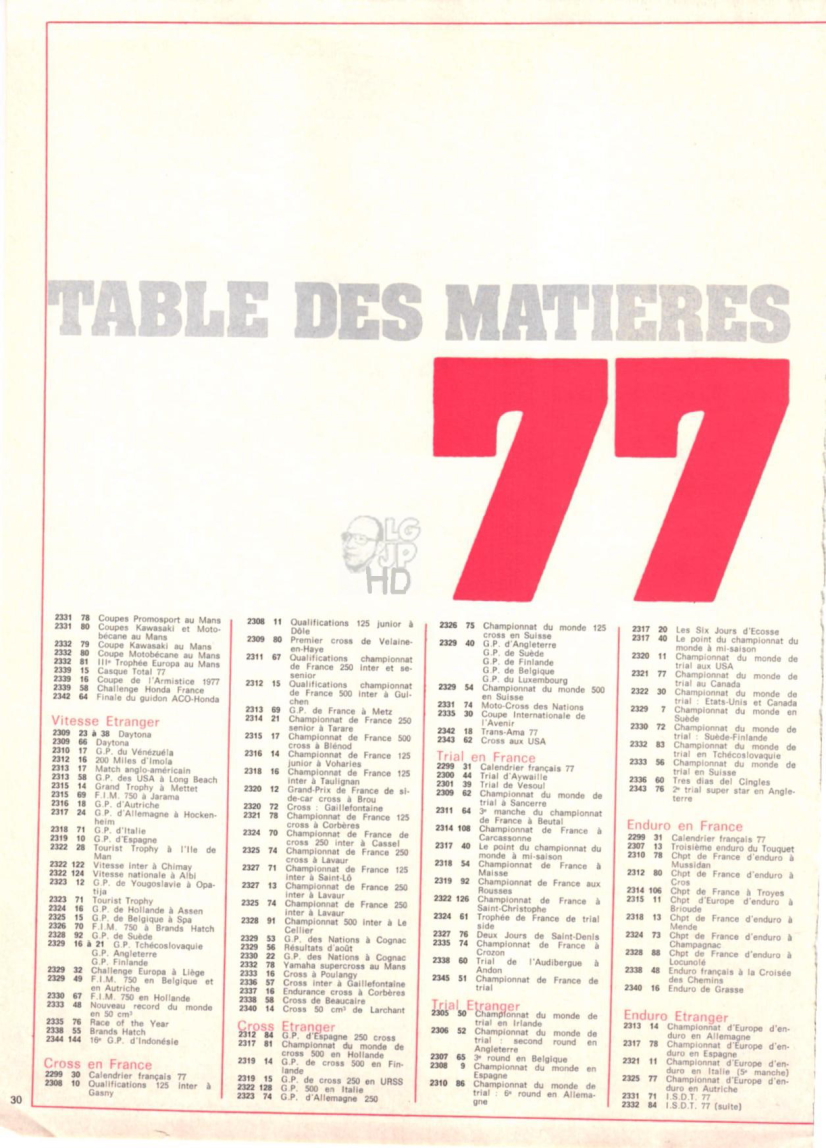 TABLE DES MATIERES
77
LG
JP
HD
2331 78 Coupes Promosport au Mans
2331 80 Coupes Kawasaki et Moto-
bécane au Mans
2332 79 Coupe Kawasaki au Mans
2332 80 Coupe Motobécane au Mans
2332 81 IIIᵉ Trophée Europa au Mans
2339 15 Casque Total 77
2339 16 Coupe de l'Armistice 1977
2339 58 Challenge Honda France
2342 64 Finale du guidon ACO-Honda
Vitesse Etranger
2309 23 à 38 Daytona
2309 66 Daytona
2310 17 G.P. du Vénézuéla
2312 16 200 Miles d'Imola
2313 17 Match anglo-américain
2313 58 G.P. des USA à Long Beach
2315 14 Grand Trophy à Mettet
2315 69 F.I.M. 750 à Jarama
2316 18 G.P. d'Autriche
2317 24 G.P. d'Allemagne à Hocken-
heim
2318 71 G.P. d'Italie
2319 10 G.P. d'Espagne
2322 28 Tourist Trophy à l'Ile de
Man
2322 122 Vitesse inter à Chimay
2322 124 Vitesse nationale à Albi
2323 12 G.P. de Yougoslavie à Opa-
tija
2323 71 Tourist Trophy
2324 16 G.P. de Hollande à Assen
2325 15 G.P. de Belgique à Spa
2326 70 F.I.M. 750 à Brands Hatch
2328 92 G.P. de Suède
2329 16 à 21 G.P. Tchécoslovaquie
G.P. Angleterre
G.P. Finlande
2329 32 Challenge Europa à Liège
2329 49 F.I.M. 750 en Belgique et
en Autriche
2330 67 F.I.M. 750 en Hollande
2333 48 Nouveau record du monde
en 50 cm³
2335 76 Race of the Year
2338 55 Brands Hatch
2344 144 16ᵉ G.P. d'Indonésie
Cross en France
2299 30 Calendrier français 77
2308 10 Qualifications 125 inter à
Gasny
2308 11 Qualifications 125 junior à
Dôle
2309 80 Premier cross de Velaine-
en-Haye
2311 67 Qualifications championnat
de France 250 inter et se-
senior
2312 15 Qualifications championnat
de France 500 inter à Gul-
chen
2313 69 G.P. de France à Metz
2314 21 Championnat de France 250
senior à Tarare
2315 17 Championnat de France 500
cross à Blénod
2316 14 Championnat de France 125
junior à Voharies
2318 16 Championnat de France 125
inter à Taulignan
2320 12 Grand-Prix de France de si-
de-car cross à Brou
2320 72 Cross : Gaillefontaine
2321 78 Championnat de France 125
cross à Corbères
2324 70 Championnat de France de
cross 250 inter à Cassel
2325 74 Championnat de France 250
cross à Lavaur
2327 71 Championnat de France 125
inter à Saint-Lô
2327 13 Championnat de France 250
inter à Lavaur
2325 74 Championnat de France 250
inter à Lavaur
2328 91 Championnat 500 inter à Le
Cellier
2329 53 G.P. des Nations à Cognac
2329 56 Résultats d'août
2330 22 G.P. des Nations à Cognac
2332 78 Yamaha supercross au Mans
2333 16 Cross à Poulangy
2336 57 Cross inter à Gaillefontaine
2337 16 Endurance cross à Corbères
2338 58 Cross de Beaucaire
2340 14 Cross 50 cm³ de Larchant
Cross Etranger
2312 84 G.P. d'Espagne 250 cross
2317 81 Championnat du monde de
cross 500 en Hollande
2319 14 G.P. de cross 500 en Fin-
lande
2319 15 G.P. de cross 250 en URSS
2322 128 G.P. 500 en Italie
2323 74 G.P. d'Allemagne 250
2326 75 Championnat du monde 125
cross en Suisse
2329 40 G.P. d'Angleterre
G.P. de Suède
G.P. de Finlande
G.P. de Belgique
G.P. du Luxembourg
2329 54 Championnat du monde 500
en Suisse
2331 74 Moto-Cross des Nations
2335 30 Coupe Internationale de
l'Avenir
2342 18 Trans-Ama 77
2343 62 Cross aux USA
Trial en France
2299 31 Calendrier français 77
2300 44 Trial d'Aywaille
2301 39 Trial de Vesoul
2309 62 Championnat du monde de
trial à Sancerre
2311 64 3ᵉ manche du championnat
de France à Beutal
2314 108 Championnat de France à
Carcassonne
2317 40 Le point du championnat du
monde à mi-saison
2318 54 Championnat de France à
Maisse
2319 92 Championnat de France aux
Rousses
2322 126 Championnat de France à
Saint-Christophe
2324 61 Trophée de France de trial
side
2327 76 Deux Jours de Saint-Denis
2335 74 Championnat de France à
Crozon
2338 60 Trial de l'Audibergue à
Andon
2345 51 Championnat de France de
trial
Trial Etranger
2305 50 Championnat du monde de
trial en Irlande
2306 52 Championnat du monde de
trial : second round en
Angleterre
2307 65 3ᵉ round en Belgique
2308 9 Championnat du monde en
Espagne
2310 86 Championnat du monde de
trial : 6ᵉ round en Allema-
gne
2317 20 Les Six Jours d'Ecosse
2317 40 Le point du championnat du
monde à mi-saison
2320 11 Championnat du monde de
trial aux USA
2321 77 Championnat du monde de
trial au Canada
2322 30 Championnat du monde de
trial : Etats-Unis et Canada
2329 7 Championnat du monde en
Suède
2330 72 Championnat du monde de
trial : Suède-Finlande
2332 83 Championnat du monde de
trial en Tchécoslovaquie
2333 56 Championnat du monde de
trial en Suisse
2336 60 Tres dias del Cingles
2343 76 2ᵉ trial super star en Angle-
terre
Enduro en France
2299 31 Calendrier français 77
2307 13 Troisième enduro du Touquet
2310 78 Chpt de France d'enduro à
Mussidan
2312 80 Chpt de France d'enduro à
Cros
2314 106 Chpt de France à Troyes
2315 11 Chpt d'Europe d'enduro à
Brioude
2318 13 Chpt de France d'enduro à
Mende
2324 73 Chpt de France d'enduro à
Champagnac
2328 88 Chpt de France d'enduro à
Locunolé
2338 48 Enduro français à la Croisée
des Chemins
2340 16 Enduro de Grasse
Enduro Etranger
2313 14 Championnat d'Europe d'en-
duro en Allemagne
2317 78 Championnat d'Europe d'en-
duro en Espagne
2321 11 Championnat d'Europe d'en-
duro en Italie (5ᵉ manche)
2325 77 Championnat d'Europe d'en-
duro en Autriche
2331 71 I.S.D.T. 77
2332 84 I.S.D.T. 77 (suite)
30